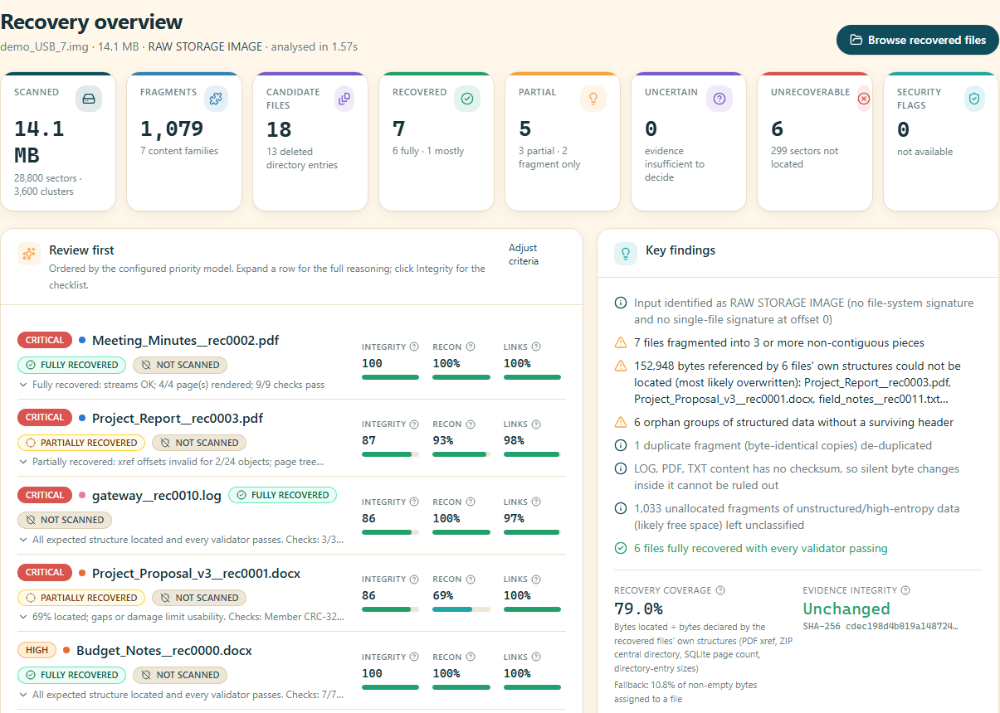 Recovery overview
demo_USB_7.img · 14.1 MB · RAW STORAGE IMAGE · analysed in 1.57s
Browse recovered files
SCANNED
14.1
MB
28,800 sectors ·
3,600 clusters
FRAGMENTS
1,079
7 content families
CANDIDATE
FILES
18
13 deleted
directory entries
RECOVERED
7
6 fully · 1 mostly
PARTIAL
5
3 partial · 2
fragment only
UNCERTAIN
0
evidence
insufficient to
decide
UNRECOVERABLE
6
299 sectors not
located
SECURITY
FLAGS
0
not available
Review first
Ordered by the configured priority model. Expand a row for the full reasoning; click Integrity for the
checklist.
Adjust
criteria
CRITICAL Meeting_Minutes__rec0002.pdf
FULLY RECOVERED NOT SCANNED
Fully recovered: streams OK; 4/4 page(s) rendered; 9/9 checks pass
INTEGRITY RECON LINKS
100 100% 100%
CRITICAL Project_Report__rec0003.pdf
PARTIALLY RECOVERED NOT SCANNED
Partially recovered: xref offsets invalid for 2/24 objects; page tree...
INTEGRITY RECON LINKS
87 93% 98%
CRITICAL gateway__rec0010.log FULLY RECOVERED
NOT SCANNED
All expected structure located and every validator passes. Checks: 3/3...
INTEGRITY RECON LINKS
86 100% 97%
CRITICAL Project_Proposal_v3__rec0001.docx
PARTIALLY RECOVERED NOT SCANNED
69% located; gaps or damage limit usability. Checks: Member CRC-32...
INTEGRITY RECON LINKS
86 69% 100%
HIGH Budget_Notes__rec0000.docx
FULLY RECOVERED NOT SCANNED
All expected structure located and every validator passes. Checks: 7/7...
INTEGRITY RECON LINKS
100 100% 100%
Key findings
Input identified as RAW STORAGE IMAGE (no file-system signature
and no single-file signature at offset 0)
7 files fragmented into 3 or more non-contiguous pieces
152,948 bytes referenced by 6 files' own structures could not be
located (most likely overwritten): Project_Report__rec0003.pdf,
Project_Proposal_v3__rec0001.docx, field_notes__rec0011.txt...
6 orphan groups of structured data without a surviving header
1 duplicate fragment (byte-identical copies) de-duplicated
LOG, PDF, TXT content has no checksum, so silent byte changes
inside it cannot be ruled out
1,033 unallocated fragments of unstructured/high-entropy data
(likely free space) left unclassified
6 files fully recovered with every validator passing
RECOVERY COVERAGE
79.0%
Bytes located ÷ bytes declared by the
recovered files' own structures (PDF xref, ZIP
central directory, SQLite page count,
directory-entry sizes)
Fallback: 10.8% of non-empty bytes
assigned to a file
EVIDENCE INTEGRITY
Unchanged
SHA-256 cdec198d4b019a148724…